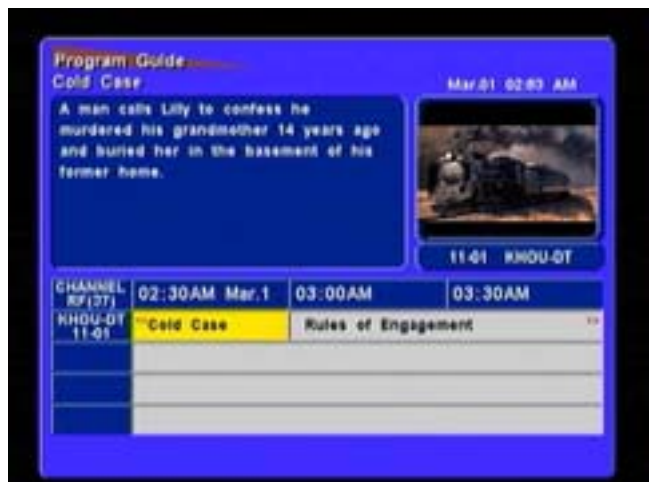 Program Guide
Cold Case
Mar.01 02:53 AM
A man calls Lilly to confess he
murdered his grandmother 14 years ago
and buried her in the basement of his
former home.
11-01 KHOU-DT
CHANNEL
RF(37)
02:30AM Mar.1
03:00AM
03:30AM
KHOU-DT
11-01
Cold Case
Rules of Engagement